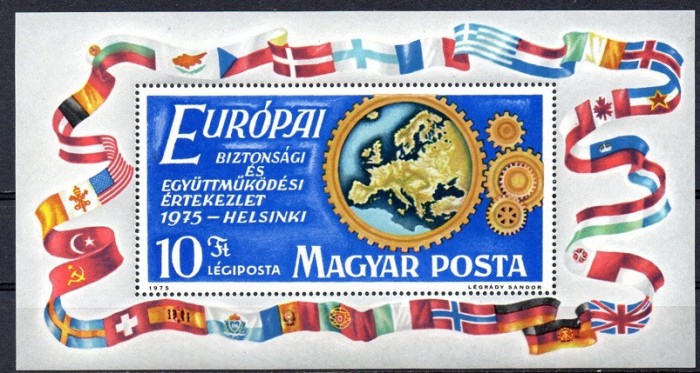 EURÓPAI
BIZTONSÁGI
ÉS
EGYÜTTMŰKÖDÉSI
ÉRTEKEZLET
1975 – HELSINKI
10 Ft
LÉGIPOSTA
MAGYAR POSTA
1975
LÉGRÁDY SÁNDOR